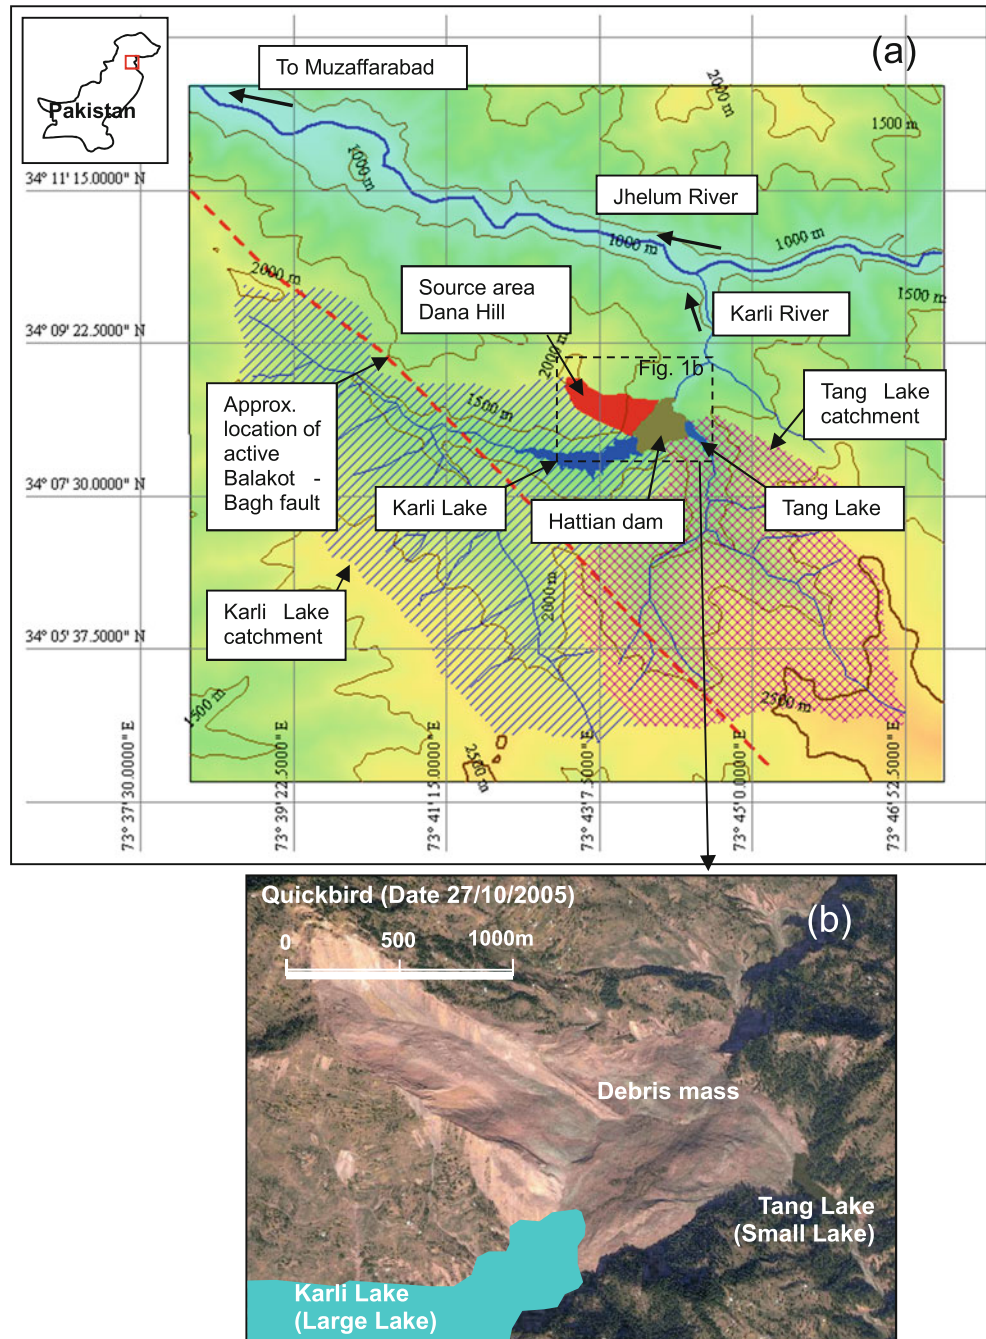 (a)
Pakistan
To Muzaffarabad
2000 m
1500 m
34° 11' 15.0000" N
1000 m
Jhelum River
1000 m
1000 m
2000 m
1500 m
Source area
Dana Hill
Karli River
34° 09' 22.5000" N
2000 m
Fig. 1b
Approx.
location of
active
Balakot -
Bagh fault
1500 m
Tang Lake
catchment
34° 07' 30.0000" N
Karli Lake
Hattian dam
Tang Lake
Karli Lake
catchment
2000 m
34° 05' 37.5000" N
1500 m
2500 m
2500 m
73° 37' 30.0000" E
73° 39' 22.5000" E
73° 41' 15.0000" E
73° 43' 7.5000" E
73° 45' 0.0000" E
73° 46' 52.5000" E
Quickbird (Date 27/10/2005)
(b)
0 500 1000m
Debris mass
Tang Lake
(Small Lake)
Karli Lake
(Large Lake)